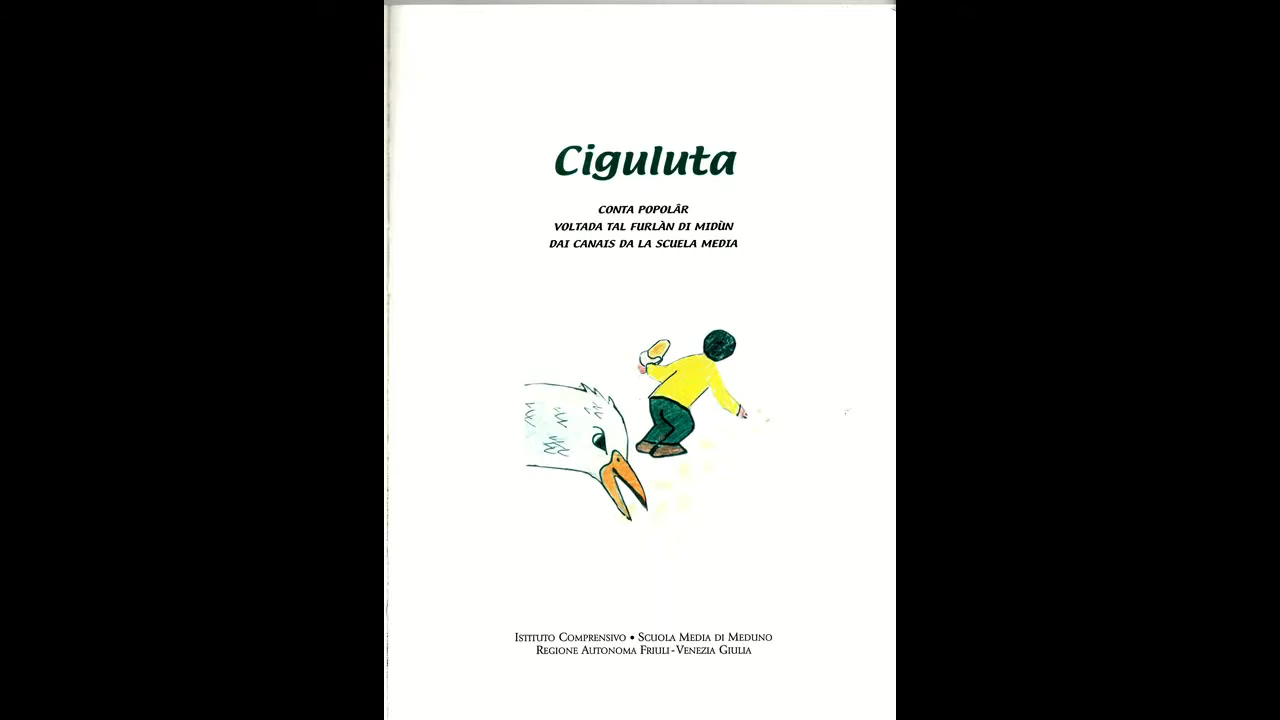 Ciguluta
CONTA POPOLÂR
VOLTADA TAL FURLÀN DI MIDÙN
DAI CANAIS DA LA SCUELA MEDIA
ISTITUTO COMPRENSIVO • SCUOLA MEDIA DI MEDUNO
REGIONE AUTONOMA FRIULI-VENEZIA GIULIA